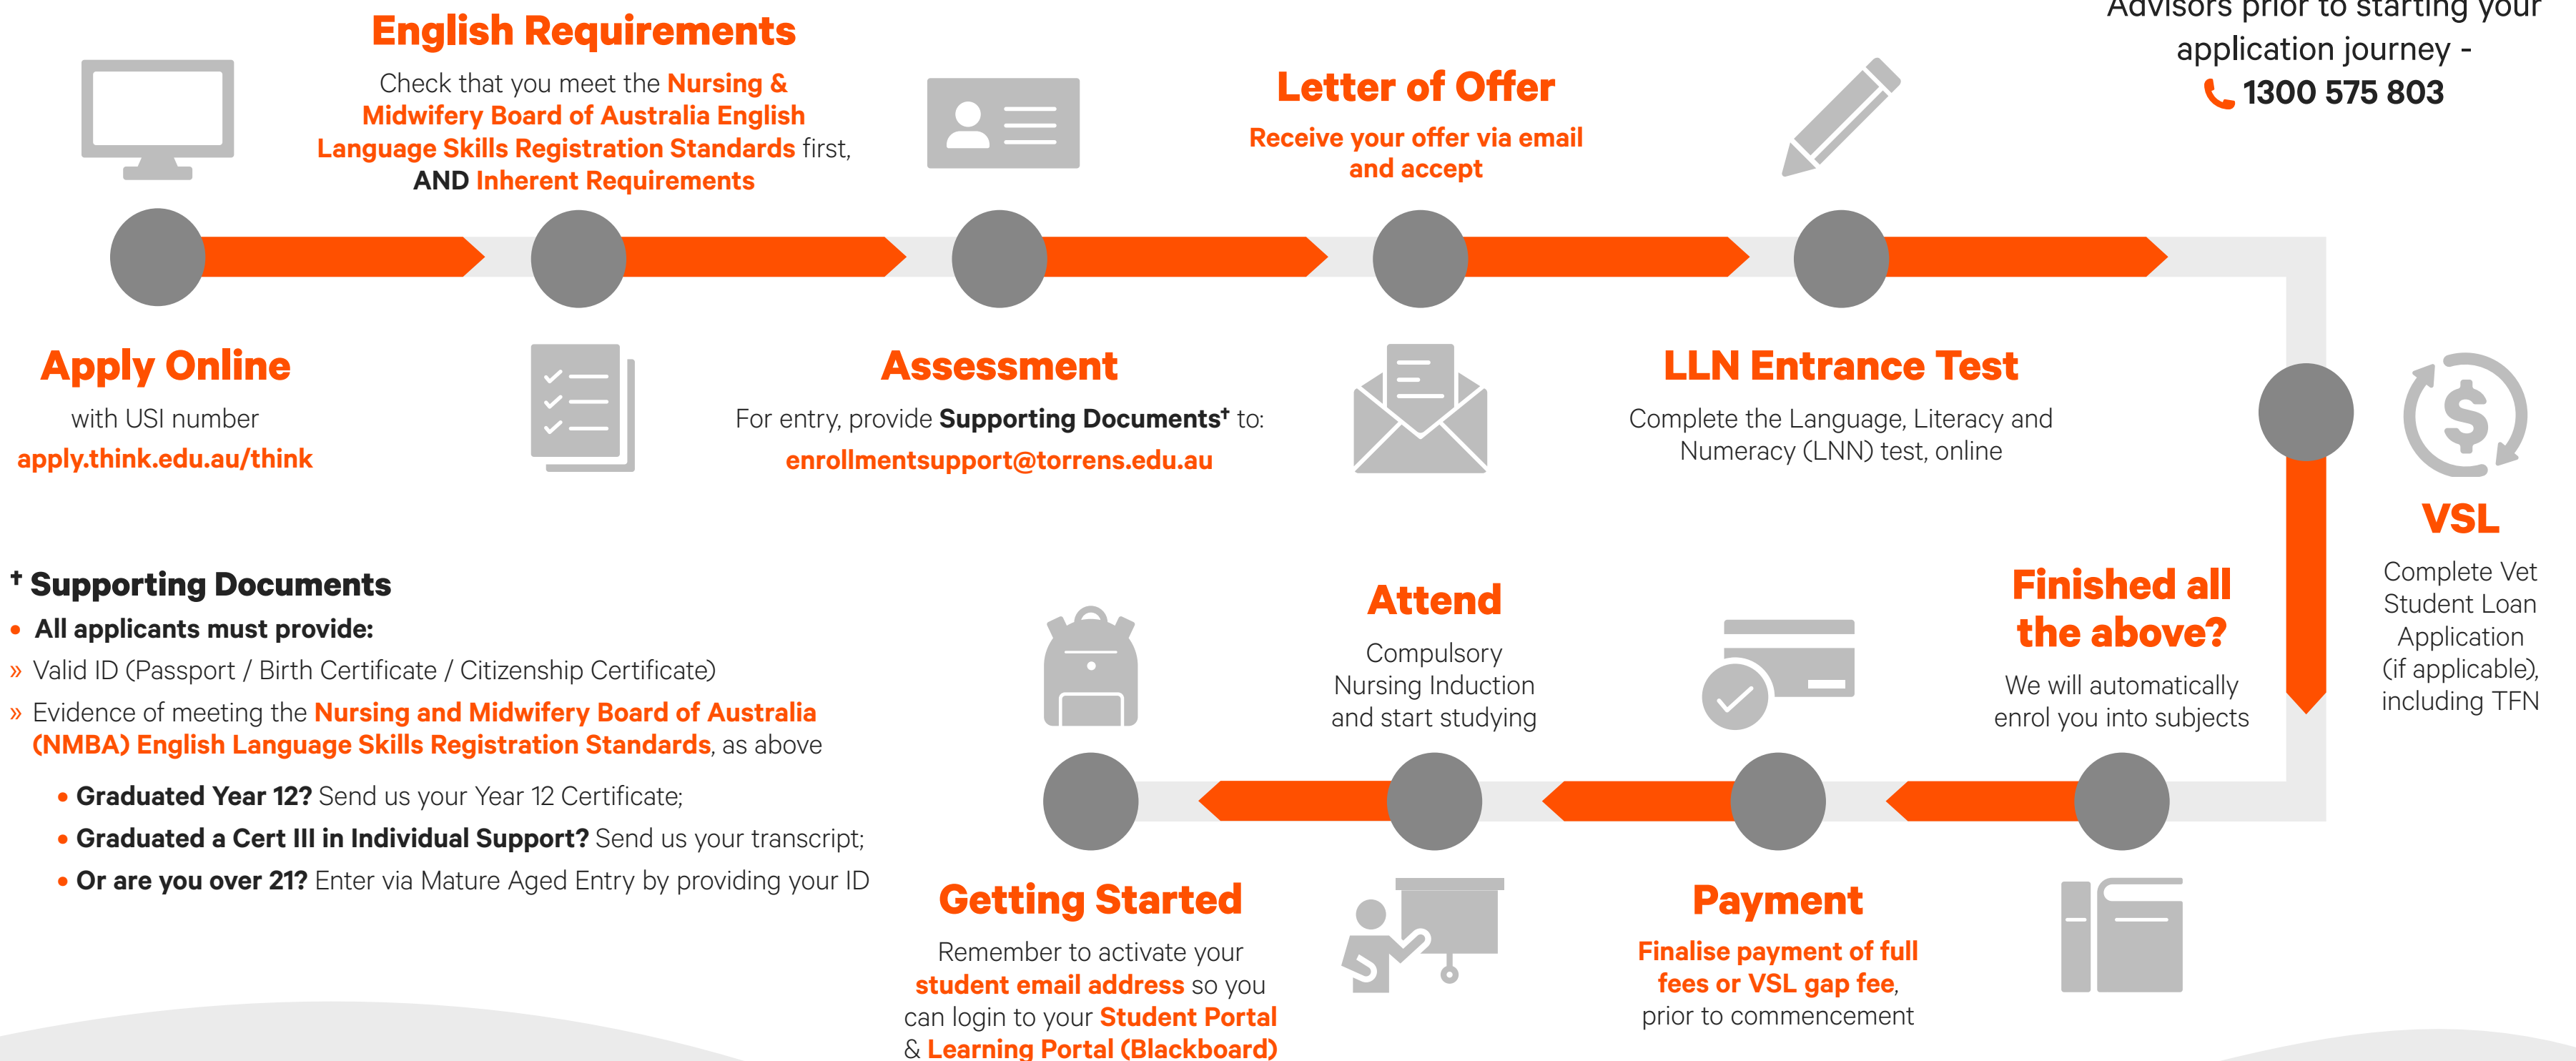 Advisors prior to starting your
application journey -
1300 575 803
English Requirements
Check that you meet the Nursing &
Midwifery Board of Australia English
Language Skills Registration Standards first,
AND Inherent Requirements
Letter of Offer
Receive your offer via email
and accept
Apply Online
with USI number
apply.think.edu.au/think
Assessment
For entry, provide Supporting Documents† to:
enrollmentsupport@torrens.edu.au
LLN Entrance Test
Complete the Language, Literacy and
Numeracy (LNN) test, online
VSL
Complete Vet
Student Loan
Application
(if applicable),
including TFN
Finished all
the above?
We will automatically
enrol you into subjects
Payment
Finalise payment of full
fees or VSL gap fee,
prior to commencement
Attend
Compulsory
Nursing Induction
and start studying
Getting Started
Remember to activate your
student email address so you
can login to your Student Portal
& Learning Portal (Blackboard)
† Supporting Documents
• All applicants must provide:
» Valid ID (Passport / Birth Certificate / Citizenship Certificate)
» Evidence of meeting the Nursing and Midwifery Board of Australia
(NMBA) English Language Skills Registration Standards, as above
• Graduated Year 12? Send us your Year 12 Certificate;
• Graduated a Cert III in Individual Support? Send us your transcript;
• Or are you over 21? Enter via Mature Aged Entry by providing your ID